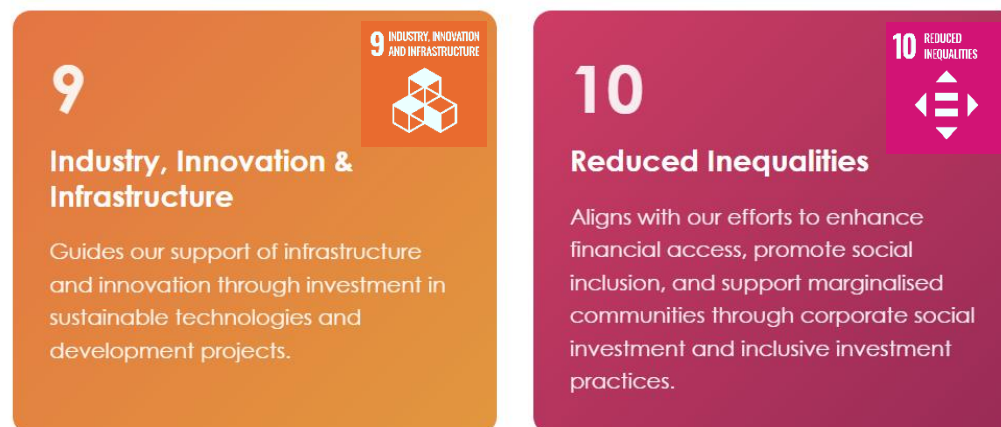 9
9 INDUSTRY, INNOVATION
AND INFRASTRUCTURE
Industry, Innovation &
Infrastructure
Guides our support of infrastructure
and innovation through investment in
sustainable technologies and
development projects.
10
10 REDUCED
INEQUALITIES
Reduced Inequalities
Aligns with our efforts to enhance
financial access, promote social
inclusion, and support marginalised
communities through corporate social
investment and inclusive investment
practices.